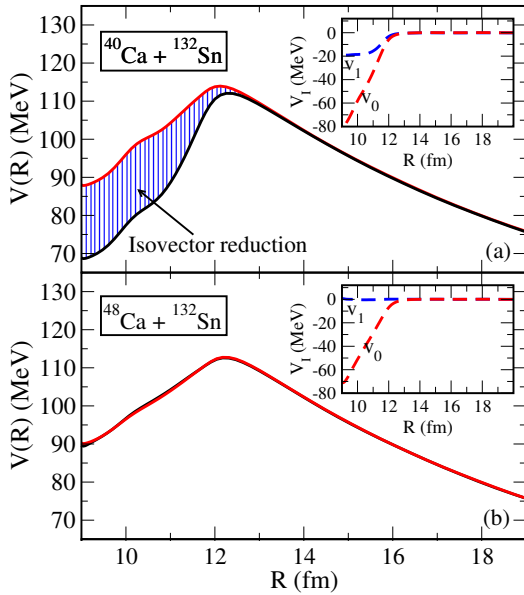 40Ca + 132Sn
V(R) (MeV)
130
120
110
100
90
80
70
Isovector reduction
(a)
V_I (MeV)
0
-20
-40
-60
-80
v_1
v_0
10 12 14 16 18
R (fm)
48Ca + 132Sn
V(R) (MeV)
130
120
110
100
90
80
70
(b)
V_I (MeV)
0
-20
-40
-60
-80
v_1
v_0
10 12 14 16 18
R (fm)
10 12 14 16 18
R (fm)